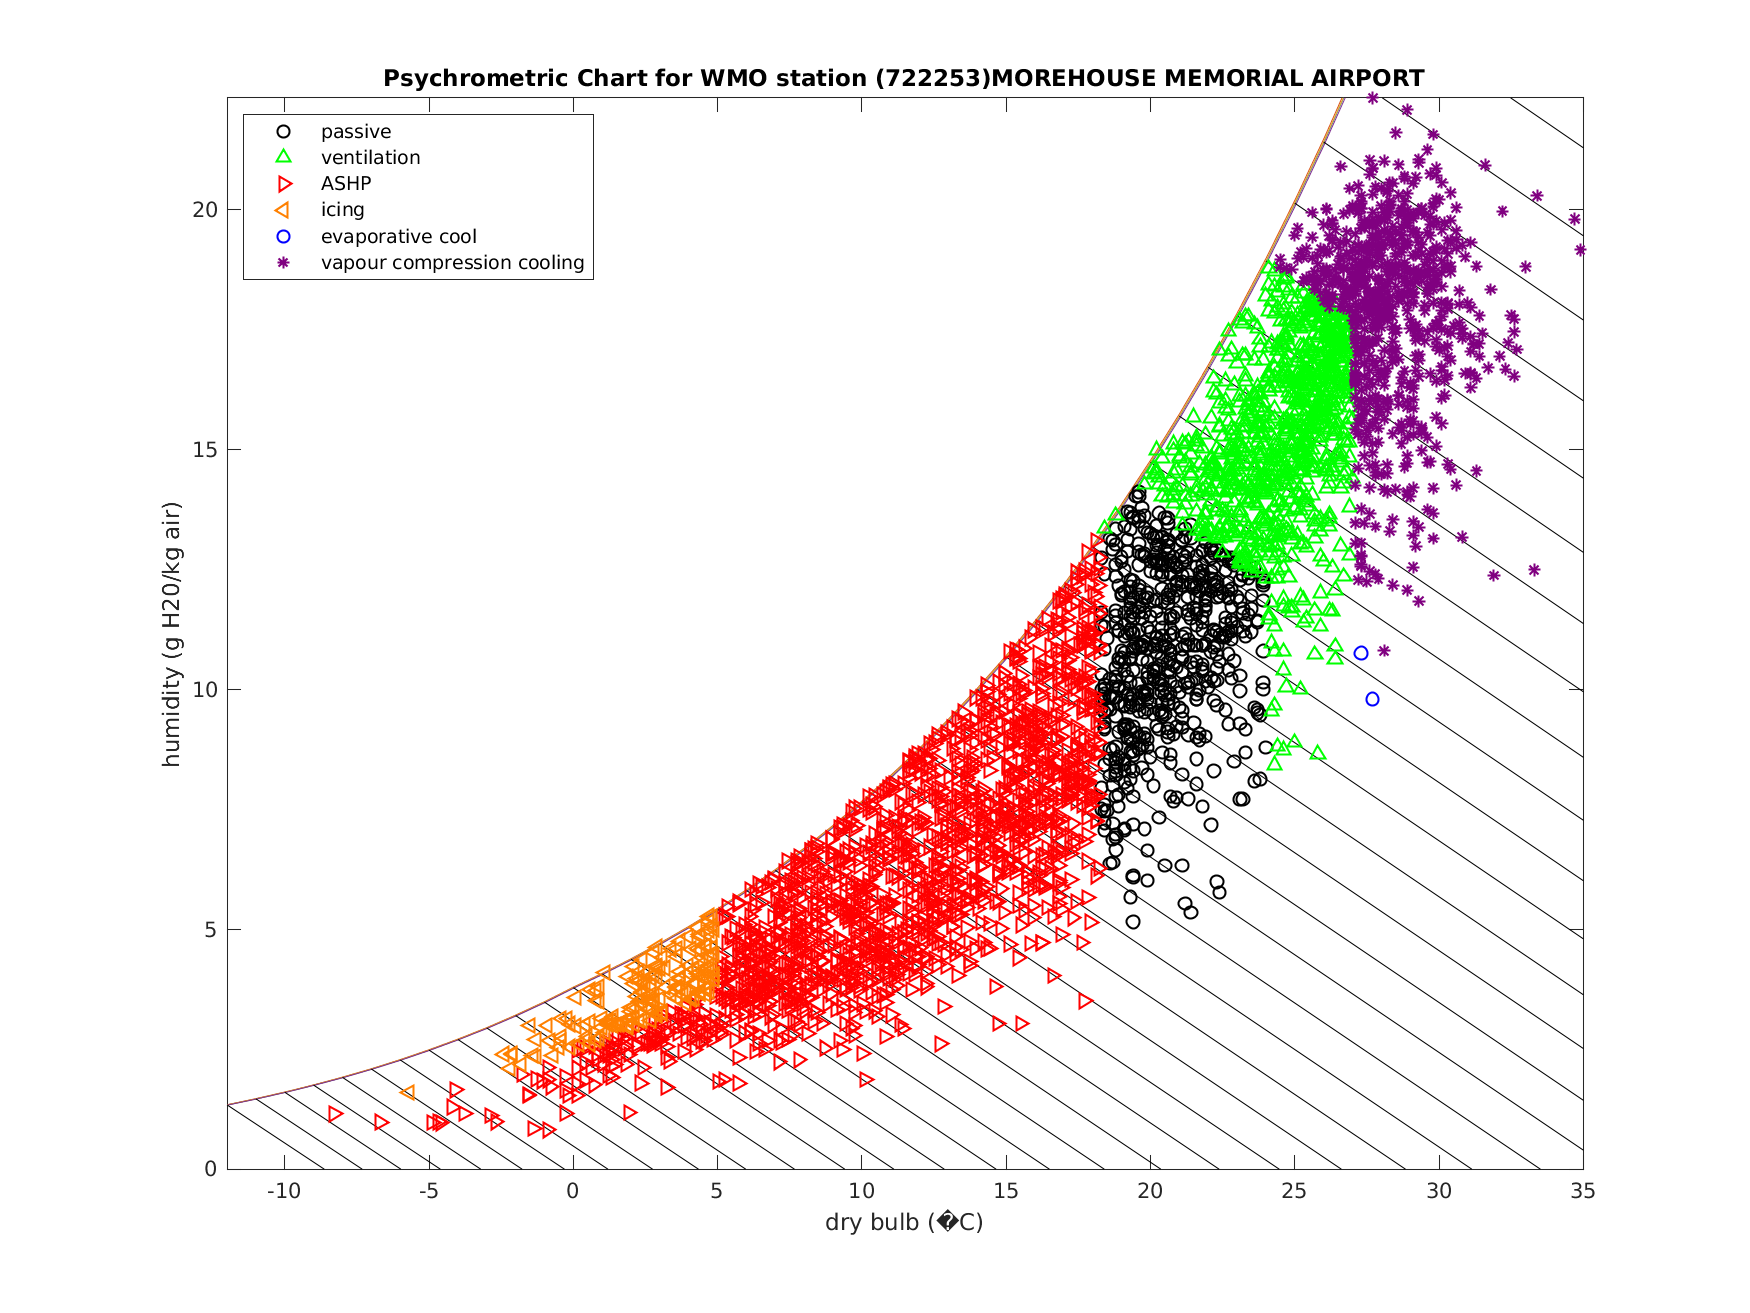 Psychrometric Chart for WMO station (722253)MOREHOUSE MEMORIAL AIRPORT
passive
ventilation
ASHP
icing
evaporative cool
vapour compression cooling
humidity (g H20/kg air)
20
15
10
5
0
-10 -5 0 5 10 15 20 25 30 35
dry bulb (�C)